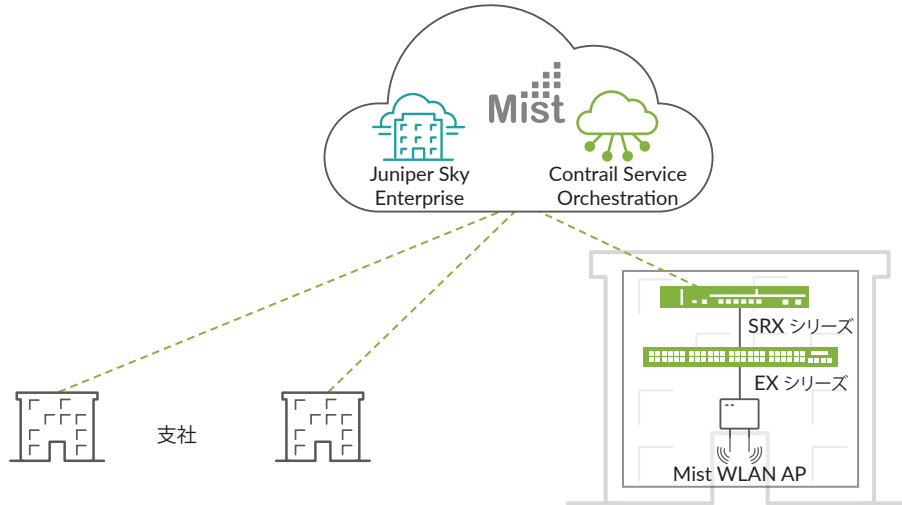 Mist
Juniper Sky
Enterprise
Contrail Service
Orchestration
SRX シリーズ
EX シリーズ
支社
Mist WLAN AP